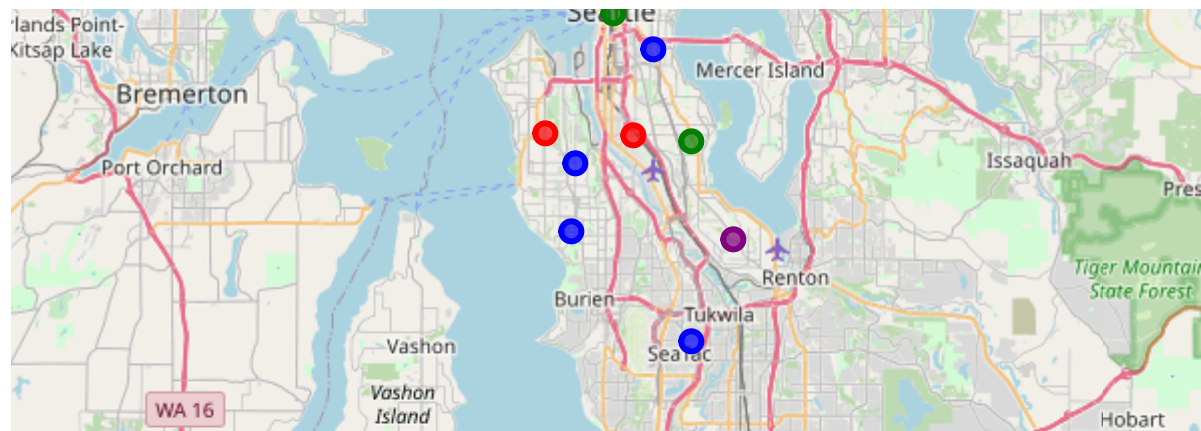 Seattle
rlands Point-
Kitsap Lake
Mercer Island
Bremerton
Issaquah
Port Orchard
Pres
Tiger Mountain
State Forest
Renton
Burien
Tukwila
Vashon
SeaTac
Vashon
Island
WA 16
Hobart